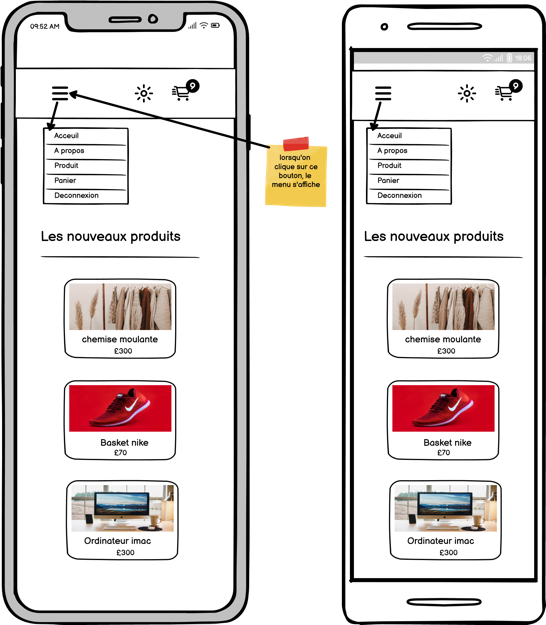 09:52 AM
9
Acceuil
A propos
Produit
Panier
Deconnexion
Les nouveaux produits
chemise moulante
£300
Basket nike
£70
Ordinateur imac
£300
lorsqu'on
clique sur ce
bouton, le
menu s'affiche
19:06
9
Acceuil
A propos
Produit
Panier
Deconnexion
Les nouveaux produits
chemise moulante
£300
Basket nike
£70
Ordinateur imac
£300